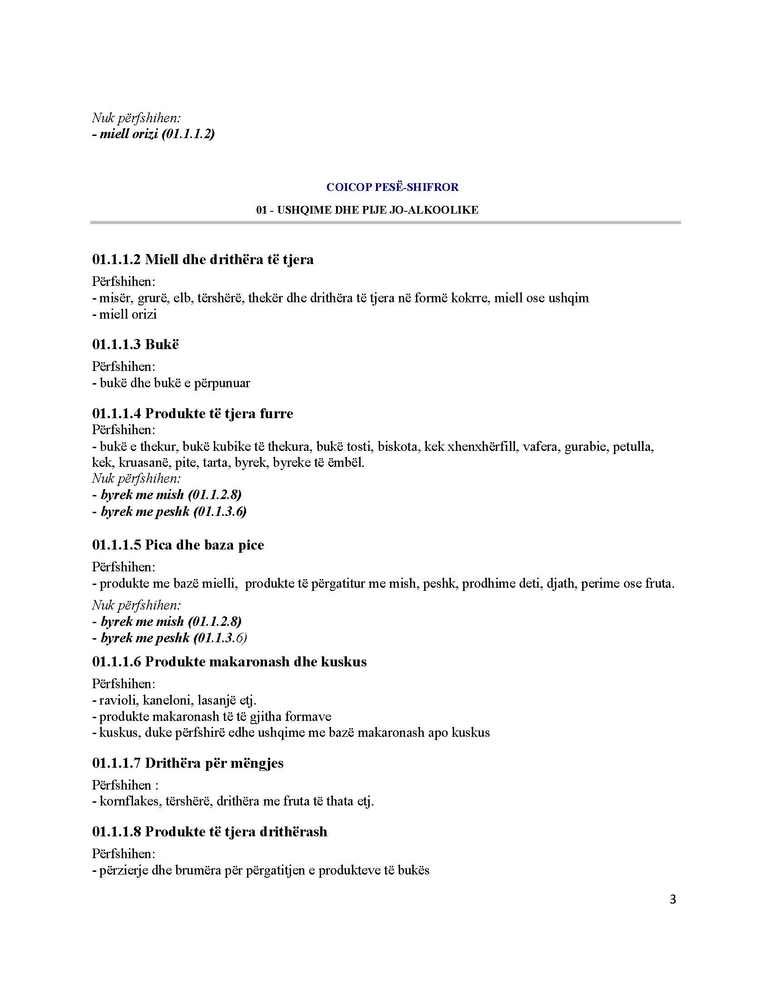 Nuk përfshihen:
- miell orizi (01.1.1.2)
COICOP PESË-SHIFROR
01 - USHQIME DHE PIJE JO-ALKOOLIKE
01.1.1.2 Miell dhe drithëra të tjera
Përfshihen:
- misër, grurë, elb, tërshërë, thekër dhe drithëra të tjera në formë kokrre, miell ose ushqim
- miell orizi
01.1.1.3 Bukë
Përfshihen:
- bukë dhe bukë e përpunuar
01.1.1.4 Produkte të tjera furre
Përfshihen:
- bukë e thekur, bukë kubike të thekura, bukë tosti, biskota, kek xhenxhërfill, vafera, gurabie, petulla,
kek, kruasanë, pite, tarta, byrek, byreke të ëmbël.
Nuk përfshihen:
- byrek me mish (01.1.2.8)
- byrek me peshk (01.1.3.6)
01.1.1.5 Pica dhe baza pice
Përfshihen:
- produkte me bazë mielli,  produkte të përgatitur me mish, peshk, prodhime deti, djath, perime ose fruta.
Nuk përfshihen:
- byrek me mish (01.1.2.8)
- byrek me peshk (01.1.3.6)
01.1.1.6 Produkte makaronash dhe kuskus
Përfshihen:
- ravioli, kaneloni, lasanjë etj.
- produkte makaronash të të gjitha formave
- kuskus, duke përfshirë edhe ushqime me bazë makaronash apo kuskus
01.1.1.7 Drithëra për mëngjes
Përfshihen :
- kornflakes, tërshërë, drithëra me fruta të thata etj.
01.1.1.8 Produkte të tjera drithërash
Përfshihen:
- përzierje dhe brumëra për përgatitjen e produkteve të bukës
3